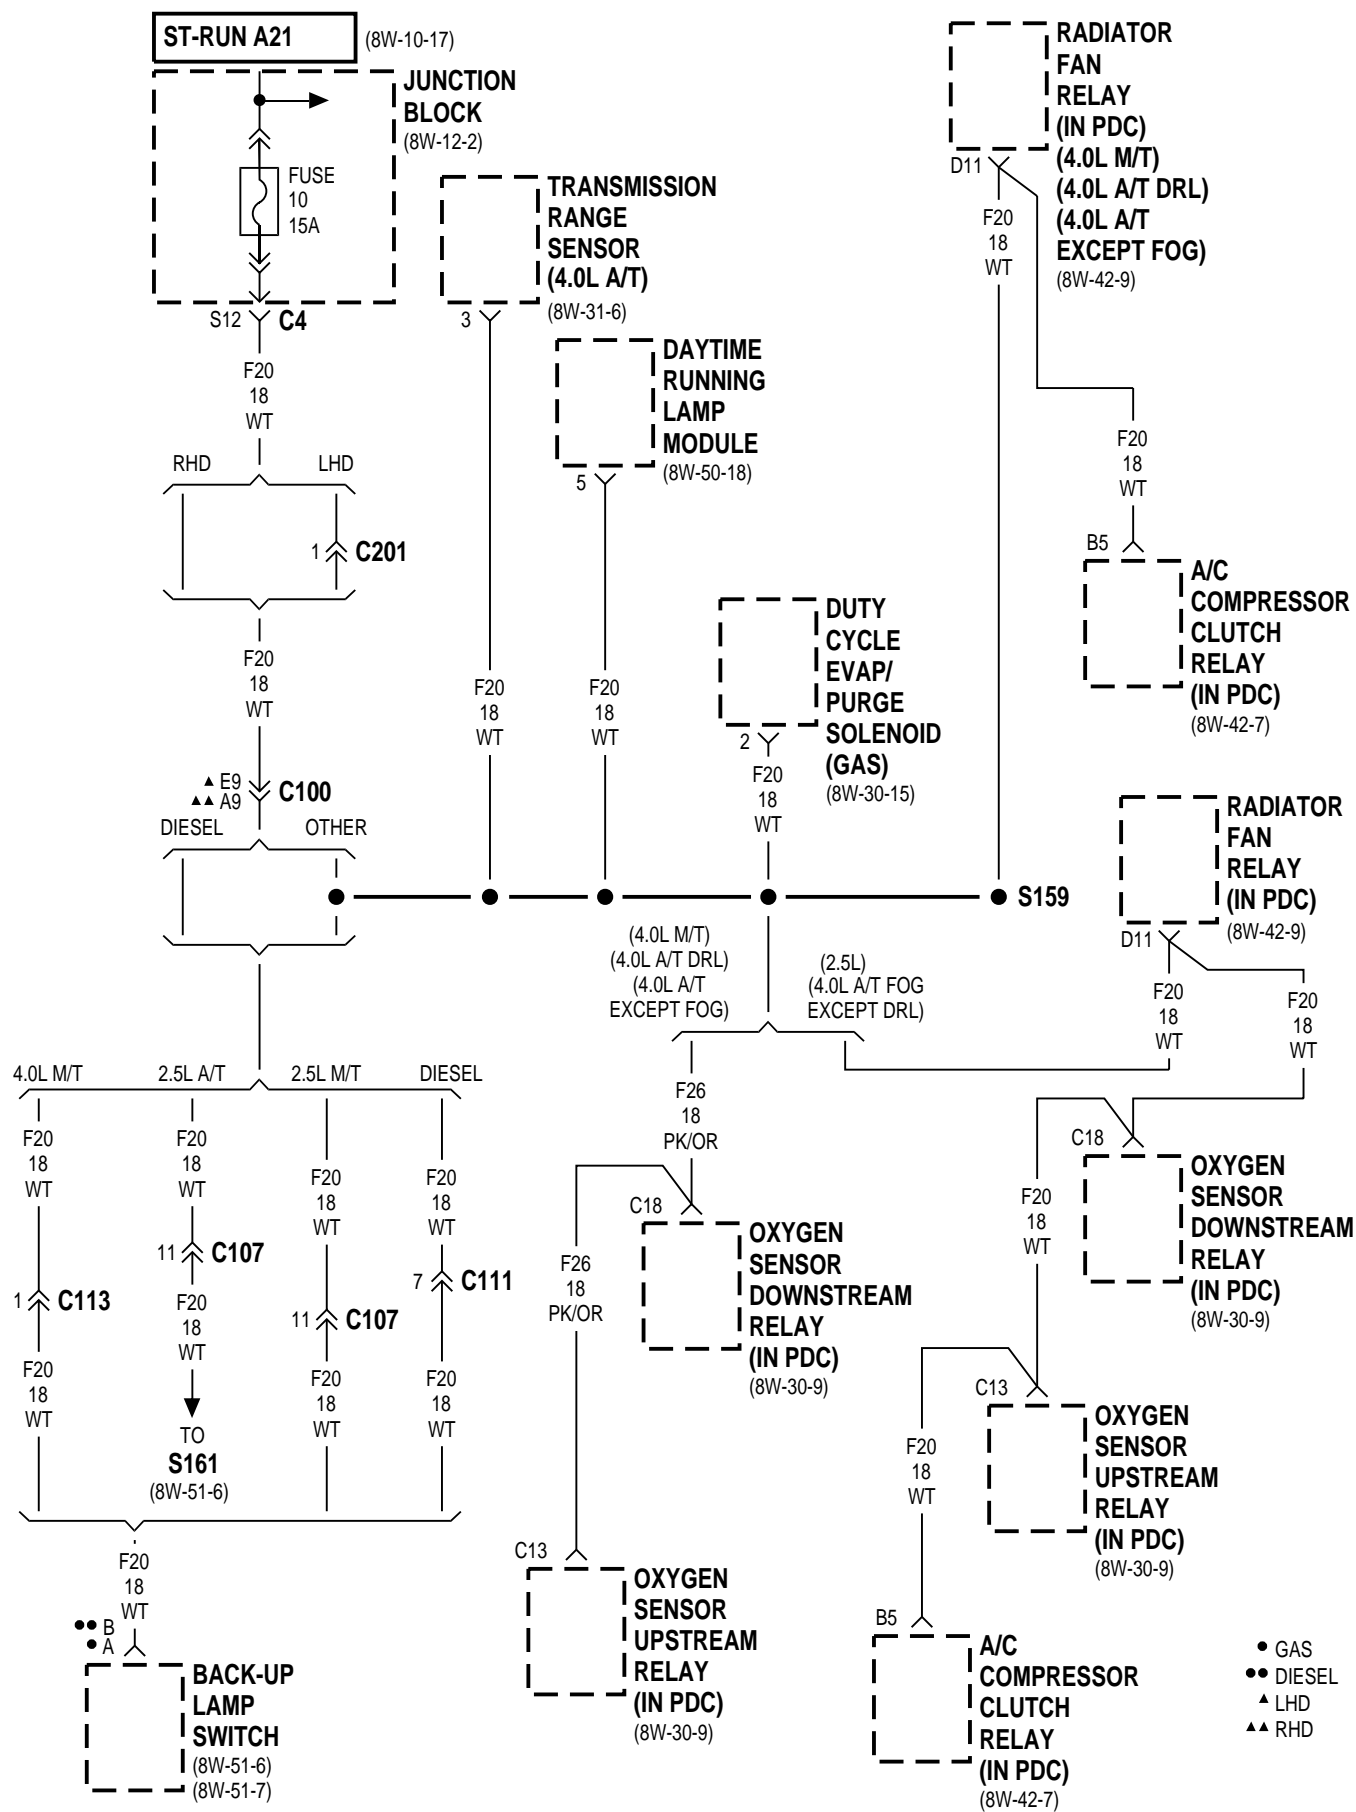 ST-RUN A21
(8W-10-17)
JUNCTION
BLOCK
(8W-12-2)
FUSE
10
15A
S12
C4
F20
18
WT
RHD
LHD
1
C201
F20
18
WT
▲ E9
▲▲ A9
C100
DIESEL
OTHER
TRANSMISSION
RANGE
SENSOR
(4.0L A/T)
(8W-31-6)
3
F20
18
WT
DAYTIME
RUNNING
LAMP
MODULE
(8W-50-18)
5
F20
18
WT
DUTY
CYCLE
EVAP/
PURGE
SOLENOID
(GAS)
(8W-30-15)
2
F20
18
WT
RADIATOR
FAN
RELAY
(IN PDC)
(4.0L M/T)
(4.0L A/T DRL)
(4.0L A/T
EXCEPT FOG)
(8W-42-9)
D11
F20
18
WT
F20
18
WT
B5
A/C
COMPRESSOR
CLUTCH
RELAY
(IN PDC)
(8W-42-7)
S159
RADIATOR
FAN
RELAY
(IN PDC)
(8W-42-9)
D11
F20
18
WT
F20
18
WT
(4.0L M/T)
(4.0L A/T DRL)
(4.0L A/T
EXCEPT FOG)
(2.5L)
(4.0L A/T FOG
EXCEPT DRL)
4.0L M/T
2.5L A/T
2.5L M/T
DIESEL
F20
18
WT
1
C113
F20
18
WT
F20
18
WT
11
C107
F20
18
WT
TO
S161
(8W-51-6)
F20
18
WT
11
C107
F20
18
WT
F20
18
WT
7
C111
F20
18
WT
F20
18
WT
●● B
● A
BACK-UP
LAMP
SWITCH
(8W-51-6)
(8W-51-7)
F26
18
PK/OR
C18
OXYGEN
SENSOR
DOWNSTREAM
RELAY
(IN PDC)
(8W-30-9)
F26
18
PK/OR
C13
OXYGEN
SENSOR
UPSTREAM
RELAY
(IN PDC)
(8W-30-9)
C18
OXYGEN
SENSOR
DOWNSTREAM
RELAY
(IN PDC)
(8W-30-9)
F20
18
WT
C13
OXYGEN
SENSOR
UPSTREAM
RELAY
(IN PDC)
(8W-30-9)
F20
18
WT
B5
A/C
COMPRESSOR
CLUTCH
RELAY
(IN PDC)
(8W-42-7)
● GAS
●● DIESEL
▲ LHD
▲▲ RHD